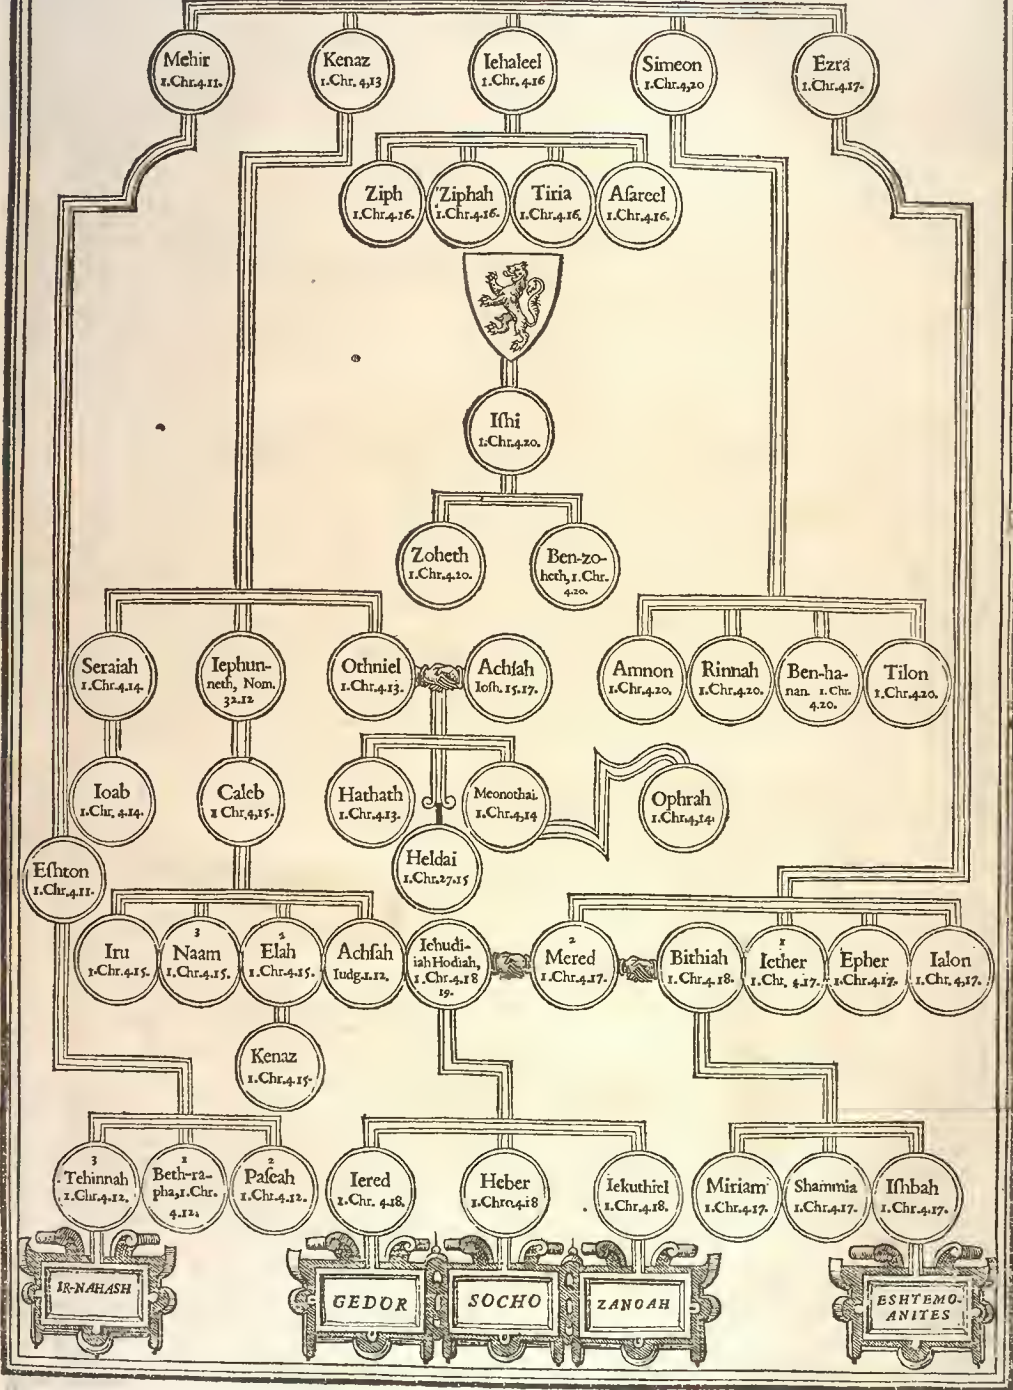 Mehir
1.Chr.4.11.
Kenaz
1.Chr.4,13
Iehaleel
1.Chr.4.16
Simeon
1.Chr.4,20
Ezra
1.Chr.4.17.
Ziph
1.Chr.4.16.
Ziphah
1.Chr.4.16.
Tiria
1.Chr.4.16.
Aſareel
1.Chr.4.16.
Iſhi
1.Chr.4.20.
Zoheth
1.Chr.4.20.
Ben-zo-
heth, 1.Chr.
4.20.
Seraiah
1.Chr.4.14.
Iephun-
neth, Nom.
32.12
Othniel
1.Chr.4.13.
Achſah
Ioſh. 15.17.
Amnon
1.Chr.4.20.
Rinnah
1.Chr.4.20.
Ben-ha-
nan. 1.Chr.
4.20.
Tilon
1.Chr.4.20.
Ioab
1.Chr. 4.14.
Caleb
1 Chr.4,15.
Hathath
1.Chr.4.13.
Meonothai.
1.Chr.4,14
Ophrah
1.Chr.4,14.
Heldai
1.Chr.27.15
Eſhton
1.Chr.4.11.
Iru
1.Chr.4.15.
3
Naam
1.Chr.4.15.
2
Elah
1.Chr.4.15.
Achſah
Iudg.1.12.
Iehudi-
iah Hodiah,
1.Chr.4.18
19.
2
Mered
1.Chr.4.17.
Bithiah
1.Chr.4.18.
1
Iether
1.Chr. 4.17.
Epher
1.Chr.4.17.
Ialon
1.Chr.4,17.
Kenaz
1.Chr.4.15.
3
Tehinnah
1.Chr.4.12.
1
Beth-ra-
pha, 1.Chr.
4.12.
2
Paſeah
1.Chr.4.12.
Iered
1.Chr. 4.18.
Heber
1.Chro.4.18
Iekuthiel
1.Chr.4.18.
Miriam
1.Chr.4.17.
Shammia
1.Chr.4.17.
Iſhbah
1.Chr.4.17.
IR-NAHASH
GEDOR
SOCHO
ZANOAH
ESHTEMO-
ANITES